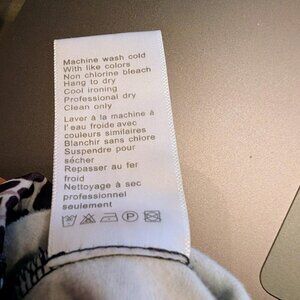 Machine wash cold
With like colors
Non chlorine bleach
Hang to dry
Cool ironing
Professional dry
Clean only
Laver à la machine à
l'eau froide avec
couleurs similaires
Blanchir sans chlore
Suspendre pour
sécher
Repasser au fer
froid
Nettoyage à sec
professionnel
seulement